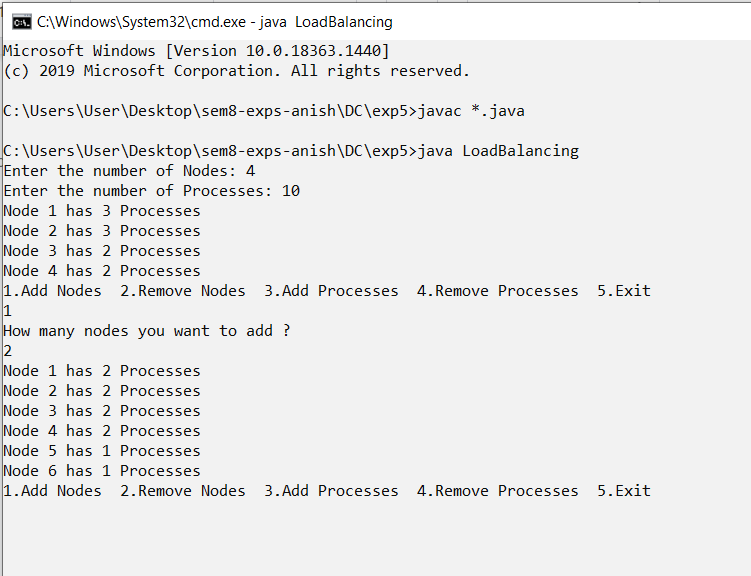 C:\Windows\System32\cmd.exe - java  LoadBalancing
Microsoft Windows [Version 10.0.18363.1440]
(c) 2019 Microsoft Corporation. All rights reserved.
C:\Users\User\Desktop\sem8-exps-anish\DC\exp5>javac *.java
C:\Users\User\Desktop\sem8-exps-anish\DC\exp5>java LoadBalancing
Enter the number of Nodes: 4
Enter the number of Processes: 10
Node 1 has 3 Processes
Node 2 has 3 Processes
Node 3 has 2 Processes
Node 4 has 2 Processes
1.Add Nodes  2.Remove Nodes  3.Add Processes  4.Remove Processes  5.Exit
1
How many nodes you want to add ?
2
Node 1 has 2 Processes
Node 2 has 2 Processes
Node 3 has 2 Processes
Node 4 has 2 Processes
Node 5 has 1 Processes
Node 6 has 1 Processes
1.Add Nodes  2.Remove Nodes  3.Add Processes  4.Remove Processes  5.Exit